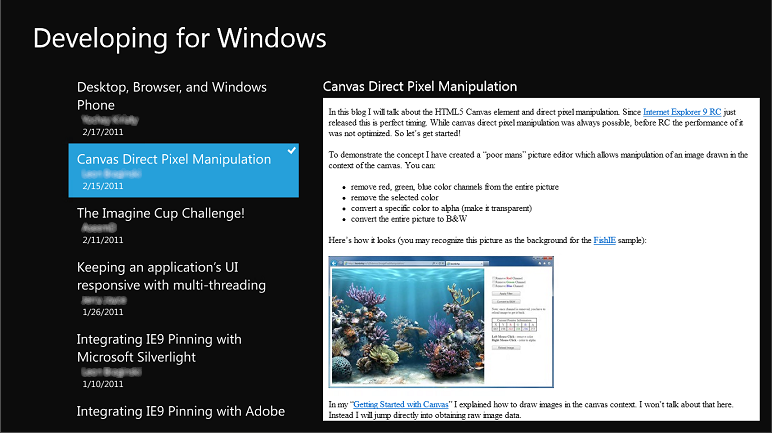 Developing for Windows
Desktop, Browser, and Windows
Phone
2/17/2011
Canvas Direct Pixel Manipulation
2/15/2011
The Imagine Cup Challenge!
2/11/2011
Keeping an application's UI
responsive with multi-threading
1/26/2011
Integrating IE9 Pinning with
Microsoft Silverlight
1/10/2011
Integrating IE9 Pinning with Adobe
Canvas Direct Pixel Manipulation
In this blog I will talk about the HTML5 Canvas element and direct pixel manipulation. Since Internet Explorer 9 RC just
released this is perfect timing. While canvas direct pixel manipulation was always possible, before RC the performance of it
was not optimized. So let's get started!
To demonstrate the concept I have created a “poor mans” picture editor which allows manipulation of an image drawn in the
context of the canvas. You can:
• remove red, green, blue color channels from the entire picture
• remove the selected color
• convert a specific color to alpha (make it transparent)
• convert the entire picture to B&W
Here's how it looks (you may recognize this picture as the background for the FishIE sample):
In my “Getting Started with Canvas” I explained how to draw images in the canvas context. I won't talk about that here.
Instead I will jump directly into obtaining raw image data.